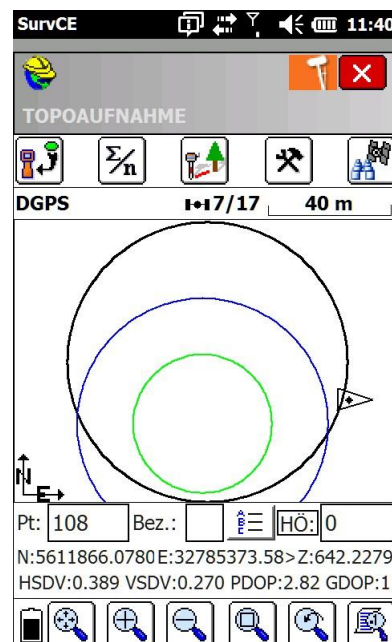 SurvCE 11:40
TOPOAUFNAHME
Σ/n
DGPS 7/17 40 m
N
E
Pt: 108 Bez.: HÖ: 0
N:5611866.0780 E:32785373.58> Z:642.2279
HSDV:0.389 VSDV:0.270 PDOP:2.82 GDOP:1